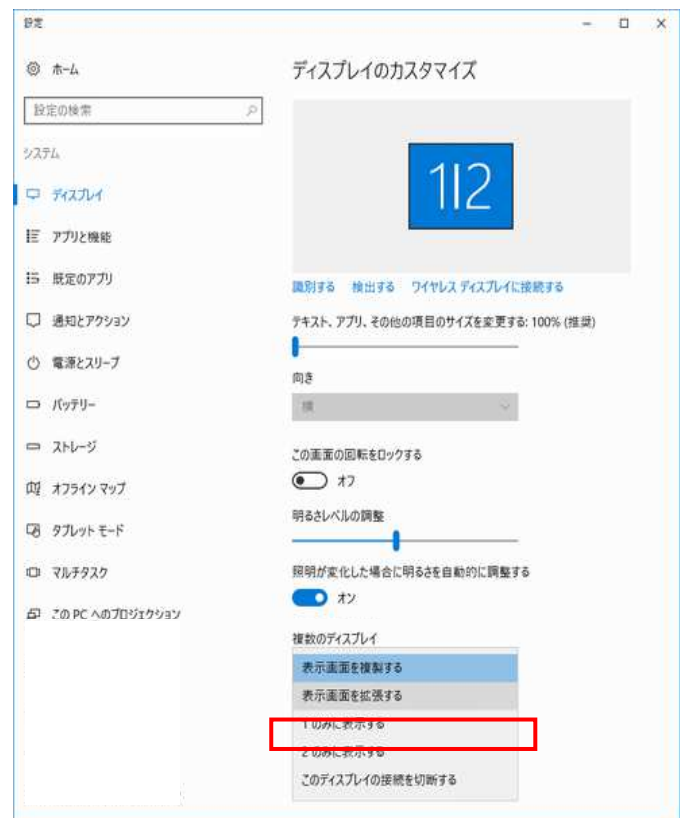 設定
ホーム
設定の検索
システム
ディスプレイ
アプリと機能
既定のアプリ
通知とアクション
電源とスリープ
バッテリー
ストレージ
オフライン マップ
タブレット モード
マルチタスク
この PC へのプロジェクション
ディスプレイのカスタマイズ
1|2
識別する 検出する ワイヤレス ディスプレイに接続する
テキスト、アプリ、その他の項目のサイズを変更する: 100% (推奨)
向き
横
この画面の回転をロックする
オフ
明るさレベルの調整
照明が変化した場合に明るさを自動的に調整する
オン
複数のディスプレイ
表示画面を複製する
表示画面を拡張する
1 のみに表示する
2 のみに表示する
このディスプレイの接続を切断する